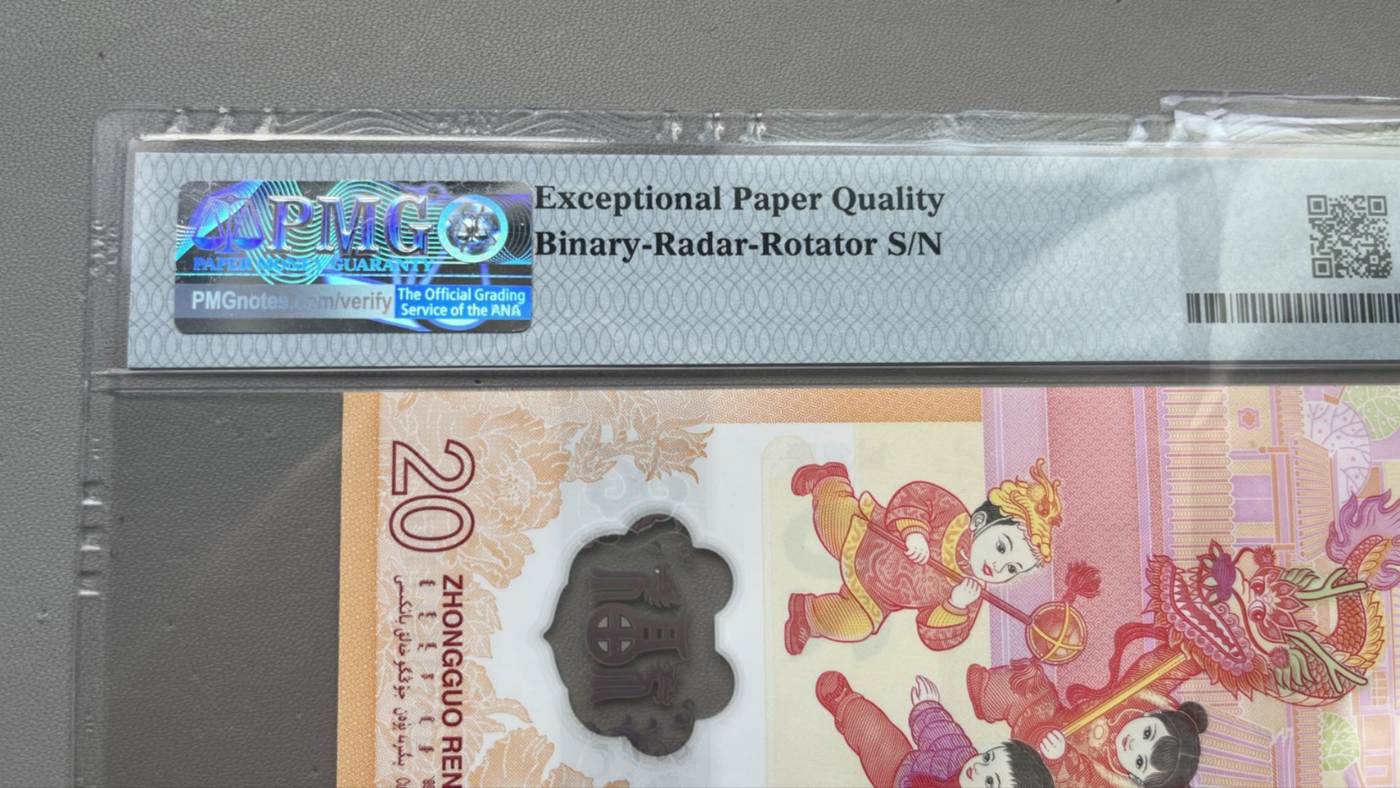 PMG
PAPER MONEY GUARANTY
PMGnotes.com/verify
The Official Grading
Service of the ANA
Exceptional Paper Quality
Binary-Radar-Rotator S/N
20
ZHONGGUO REN